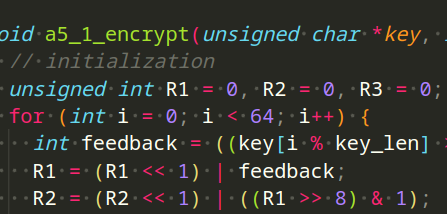 oid a5_1_encrypt(unsigned char *key,
// initialization
unsigned int R1 = 0, R2 = 0, R3 = 0;
for (int i = 0; i < 64; i++) {
int feedback = ((key[i % key_len]
R1 = (R1 << 1) | feedback;
R2 = (R2 << 1) | ((R1 >> 8) & 1);